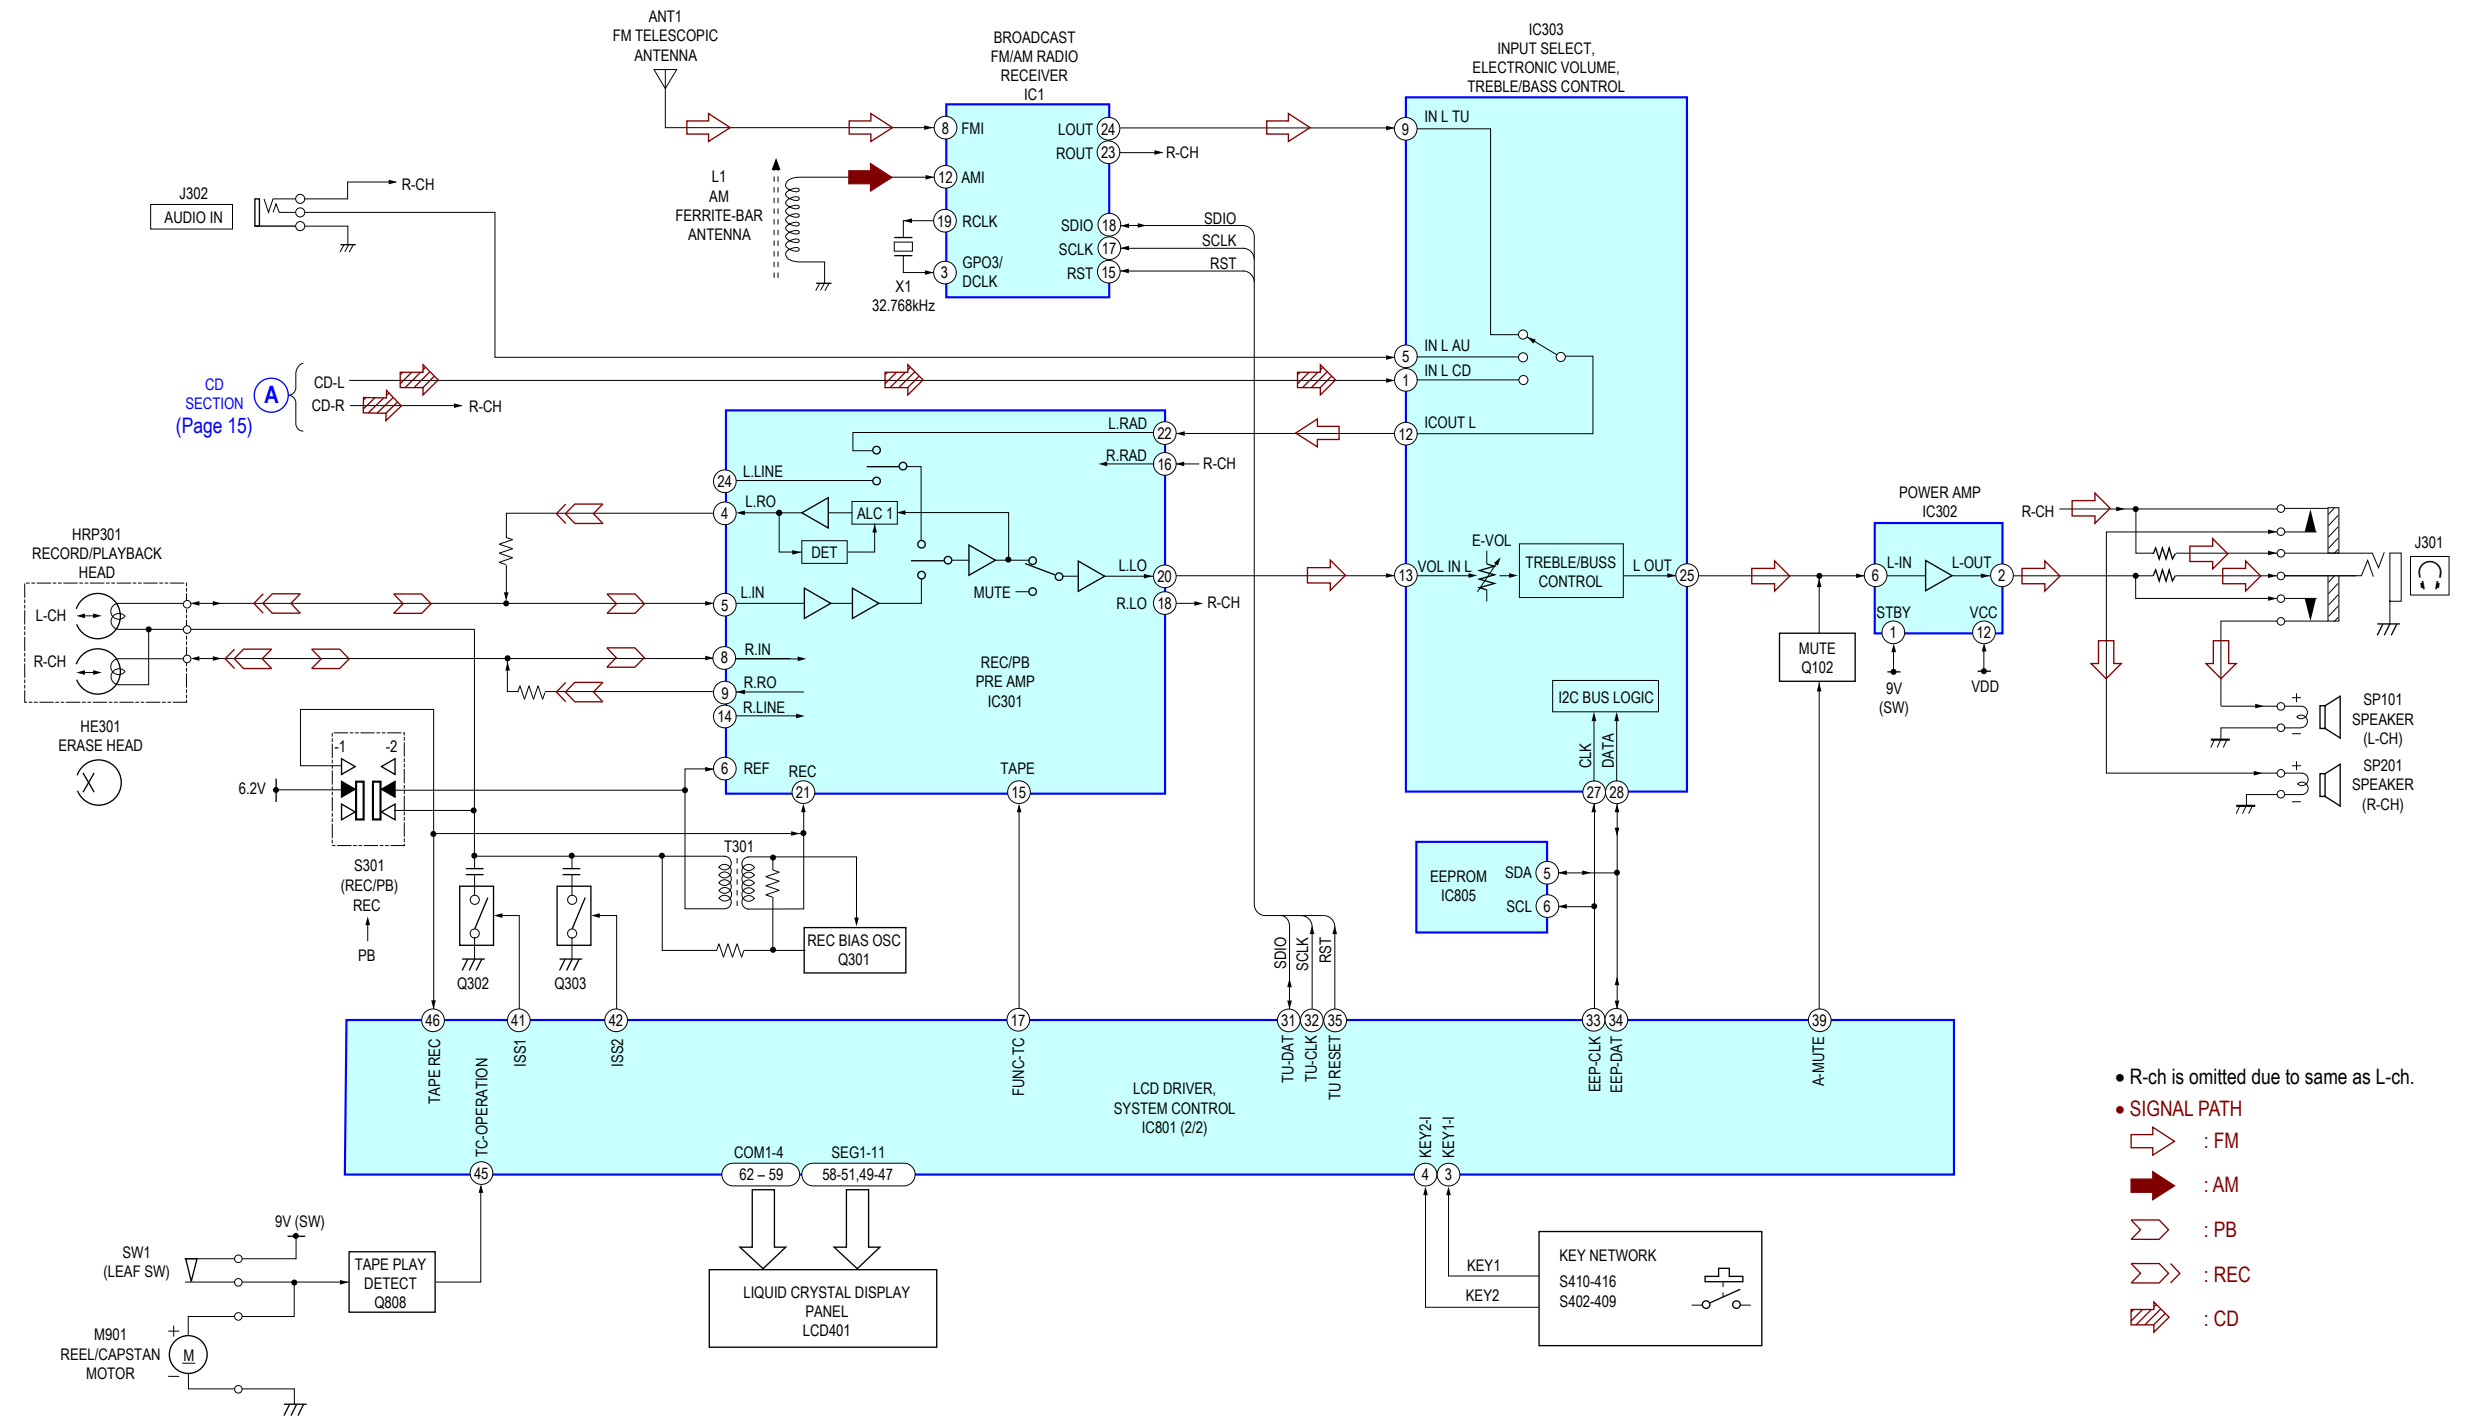 ANT1
FM TELESCOPIC
ANTENNA
BROADCAST
FM/AM RADIO
RECEIVER
IC1
IC303
INPUT SELECT,
ELECTRONIC VOLUME,
TREBLE/BASS CONTROL
8 FMI
LOUT 24
ROUT 23
R-CH
9 IN L TU
L1
AM
FERRITE-BAR
ANTENNA
12 AMI
19 RCLK
3 GPO3/
DCLK
X1
32.768kHz
SDIO 18
SCLK 17
RST 15
SDIO
SCLK
RST
J302
AUDIO IN
R-CH
5 IN L AU
1 IN L CD
12 ICOUT L
CD
SECTION
(Page 15)
A
CD-L
CD-R
R-CH
L.RAD 22
R.RAD 16
R-CH
24 L.LINE
4 L.RO
ALC 1
DET
5 L.IN
MUTE
L.LO 20
R.LO 18
R-CH
8 R.IN
9 R.RO
14 R.LINE
6 REF
REC
21
TAPE
15
REC/PB
PRE AMP
IC301
HRP301
RECORD/PLAYBACK
HEAD
L-CH
R-CH
HE301
ERASE HEAD
-1 -2
6.2V
S301
(REC/PB)
REC
PB
Q302
Q303
T301
REC BIAS OSC
Q301
13 VOL IN L
E-VOL
TREBLE/BUSS
CONTROL
L OUT 25
I2C BUS LOGIC
CLK
DATA
27 28
EEPROM
IC805
SDA 5
SCL 6
POWER AMP
IC302
6 L-IN
L-OUT 2
STBY
1
VCC
12
9V
(SW)
VDD
MUTE
Q102
R-CH
J301
+
−
SP101
SPEAKER
(L-CH)
+
−
SP201
SPEAKER
(R-CH)
SDIO
SCLK
RST
46 TAPE REC
41 ISS1
42 ISS2
17 FUNC-TC
31 TU-DAT
32 TU-CLK
35 TU RESET
33 EEP-CLK
34 EEP-DAT
39 A-MUTE
45 TC-OPERATION
LCD DRIVER,
SYSTEM CONTROL
IC801 (2/2)
COM1-4
62 – 59
SEG1-11
58-51,49-47
4 KEY2-I
3 KEY1-I
LIQUID CRYSTAL DISPLAY
PANEL
LCD401
KEY1
KEY2
KEY NETWORK
S410-416
S402-409
9V (SW)
SW1
(LEAF SW)
TAPE PLAY
DETECT
Q808
M901
REEL/CAPSTAN
MOTOR
+
M
−
• R-ch is omitted due to same as L-ch.
• SIGNAL PATH
: FM
: AM
: PB
: REC
: CD